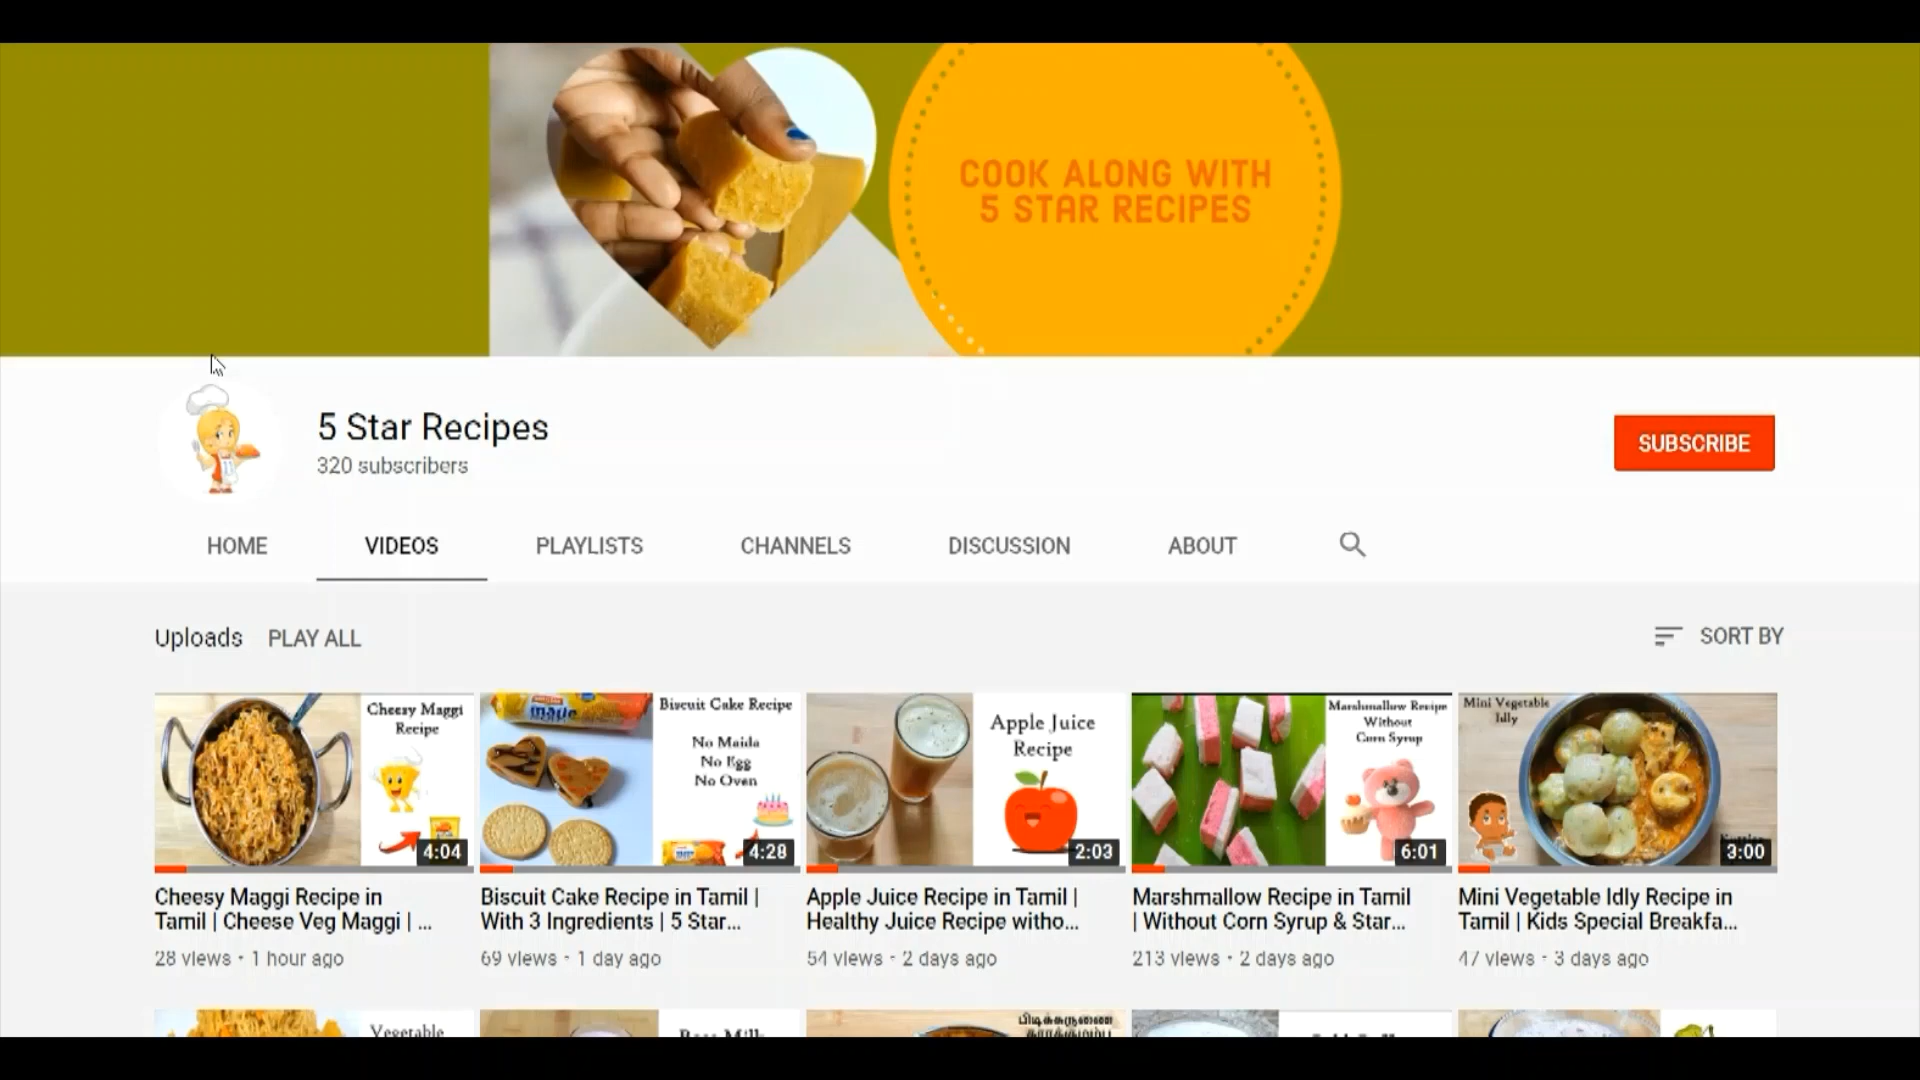 COOK ALONG WITH
5 STAR RECIPES
5 Star Recipes
320 subscribers
SUBSCRIBE
HOME
VIDEOS
PLAYLISTS
CHANNELS
DISCUSSION
ABOUT
Uploads
PLAY ALL
SORT BY
Cheesy Maggi
Recipe
4:04
Biscuit Cake Recipe
No Maida
No Egg
No Oven
4:28
Apple Juice
Recipe
2:03
Marshmallow Recipe
Without
Corn Syrup
6:01
Mini Vegetable
Idly
3:00
Cheesy Maggi Recipe in
Tamil | Cheese Veg Maggi | ...
28 views • 1 hour ago
Biscuit Cake Recipe in Tamil |
With 3 Ingredients | 5 Star...
69 views • 1 day ago
Apple Juice Recipe in Tamil |
Healthy Juice Recipe witho...
54 views • 2 days ago
Marshmallow Recipe in Tamil
| Without Corn Syrup & Star...
213 views • 2 days ago
Mini Vegetable Idly Recipe in
Tamil | Kids Special Breakfa...
47 views • 3 days ago
Vegetable
பிடிக்கருணை